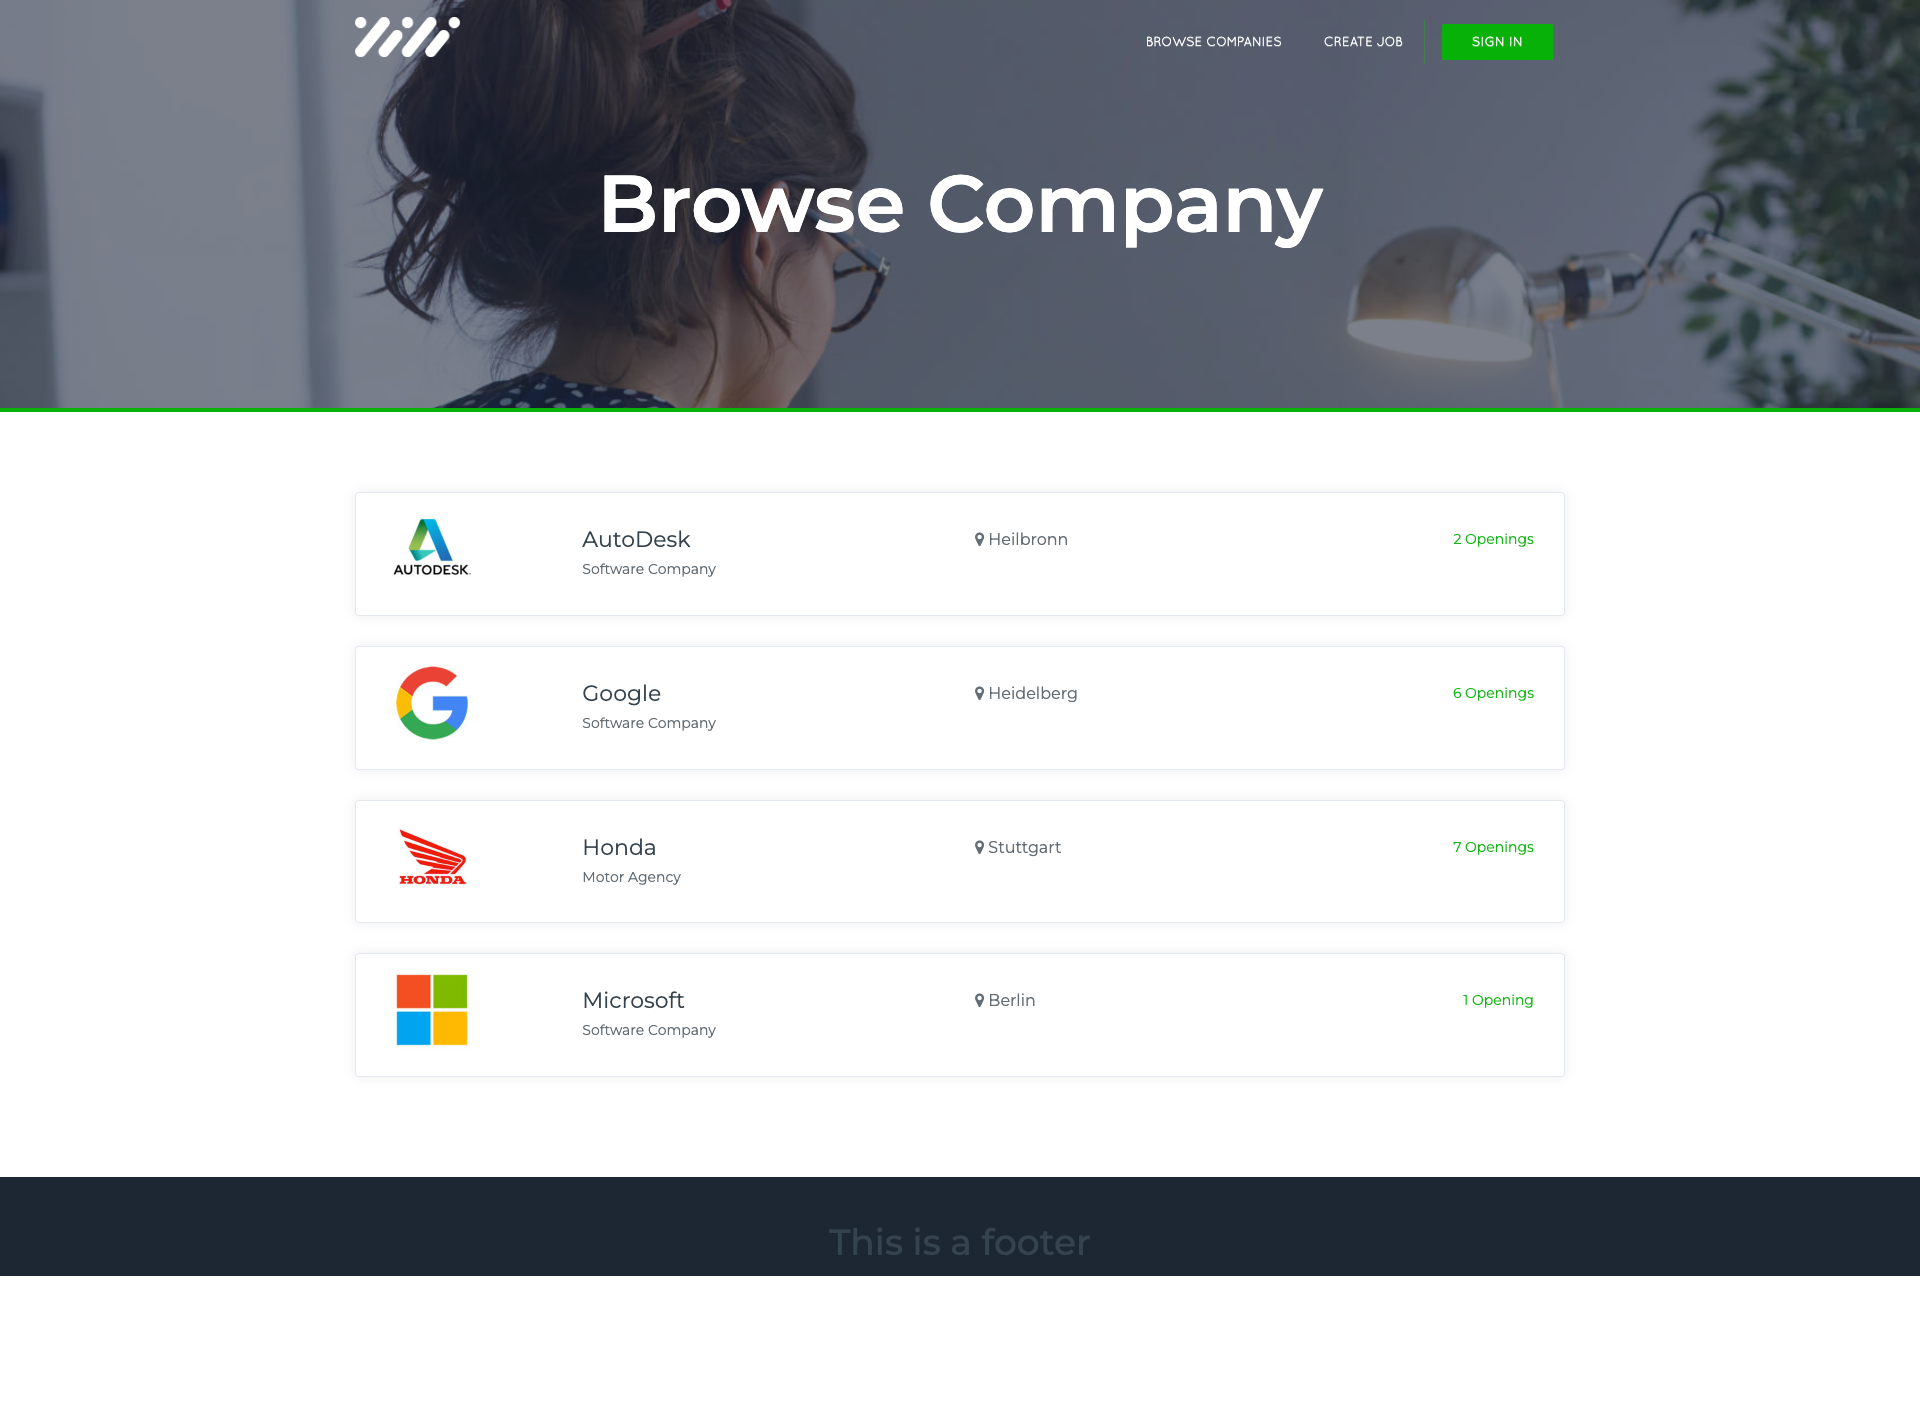 BROWSE COMPANIES CREATE JOB SIGN IN
Browse Company
AutoDesk Heilbronn 2 Openings
AUTODESK.
Software Company
Google Heidelberg 6 Openings
Software Company
Honda Stuttgart 7 Openings
HONDA
Motor Agency
Microsoft Berlin 1 Opening
Software Company
This is a footer